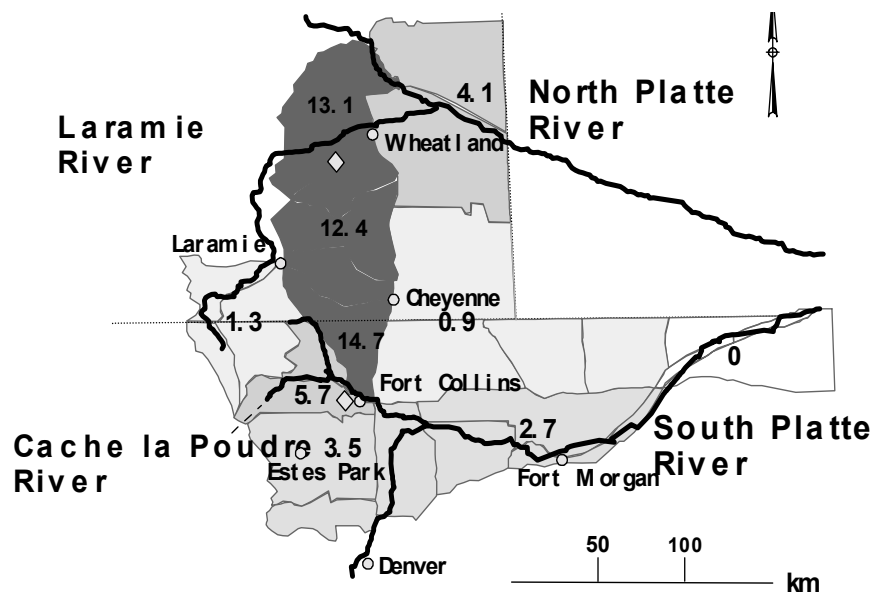 13.1
4.1
North Platte
River
Laramie
River
Wheatland
12.4
Laramie
Cheyenne
1.3
0.9
14.7
0
Fort Collins
5.7
2.7
South Platte
River
Cache la Poudre
River
3.5
Estes Park
Fort Morgan
Denver
50
100
km